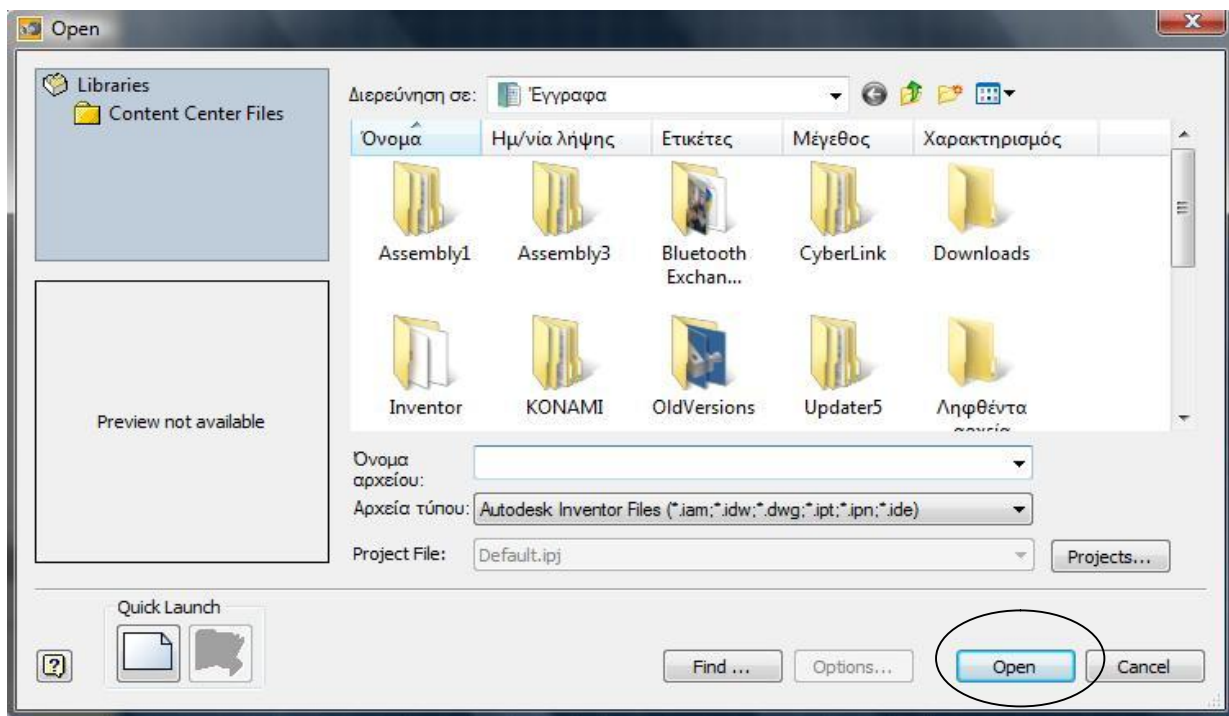 Open
Libraries
Content Center Files
Διερεύνηση σε: Έγγραφα
Όνομα Ημ/νία λήψης Ετικέτες Μέγεθος Χαρακτηρισμός
Assembly1 Assembly3 Bluetooth Exchan... CyberLink Downloads
Inventor KONAMI OldVersions Updater5 Ληφθέντα αρχεία
Preview not available
Όνομα
αρχείου:
Αρχεία τύπου: Autodesk Inventor Files (*.iam;*.idw;*.dwg;*.ipt;*.ipn;*.ide)
Project File: Default.ipj Projects...
Quick Launch
Find ... Options... Open Cancel